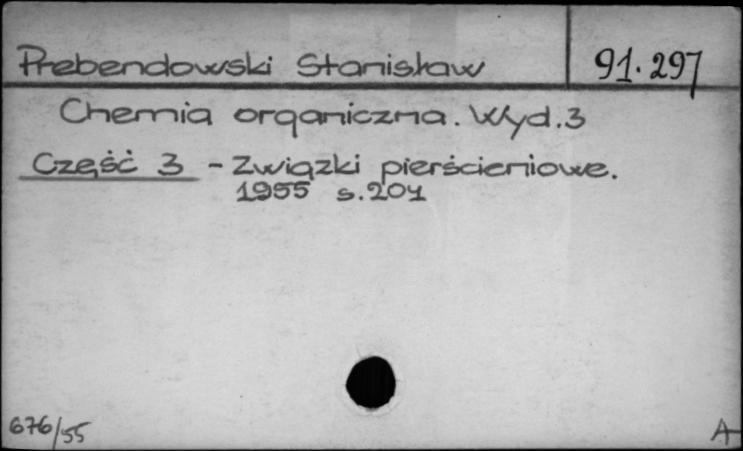 Prebendowski Stanisław 91.297
Chemia organiczna. Wyd.3
Część 3 - Związki pierścieniowe.
1955 s.204
676/55 A